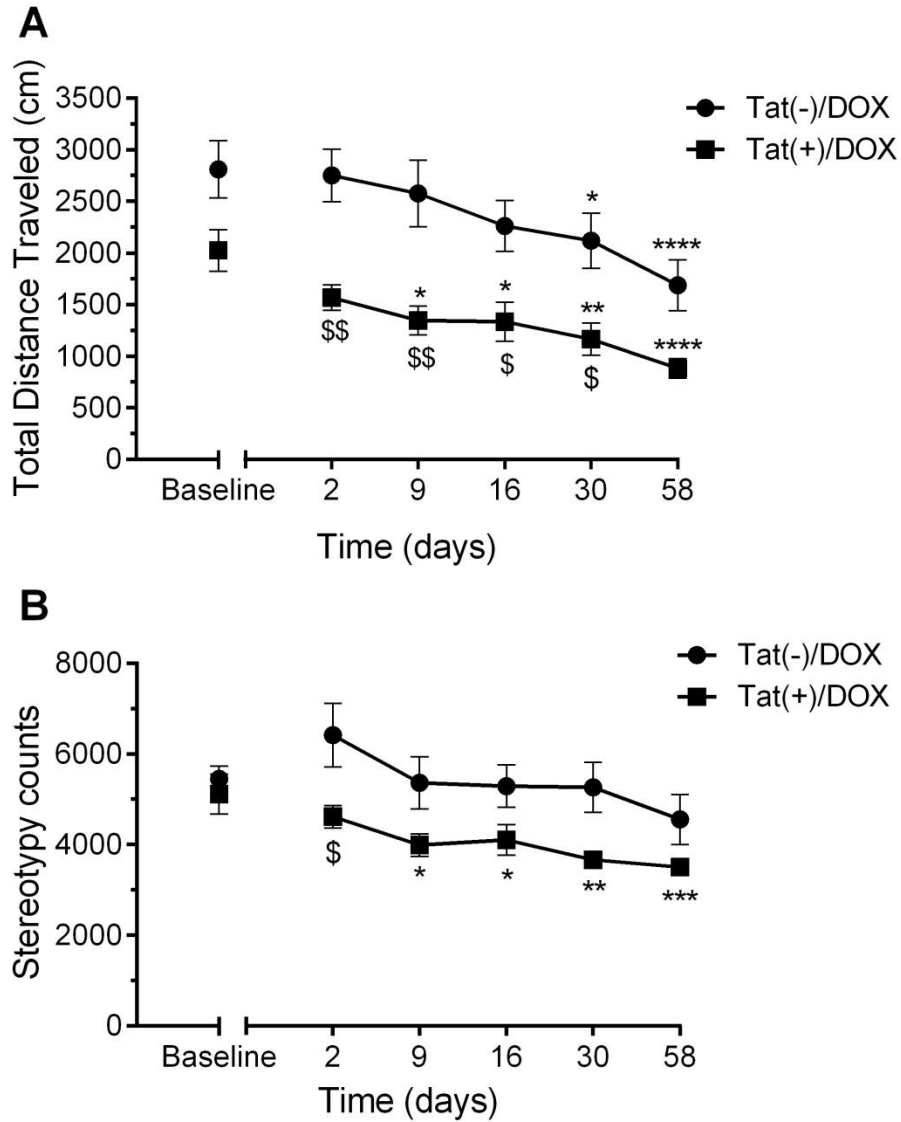 A
Total Distance Traveled (cm)
3500
3000
2500
2000
1500
1000
500
0
Tat(-)/DOX
Tat(+)/DOX
*
****
*
*
**
****
$$
$$
$
$
Baseline 2 9 16 30 58
Time (days)
B
Stereotypy counts
8000
6000
4000
2000
0
Tat(-)/DOX
Tat(+)/DOX
$
*
*
**
***
Baseline 2 9 16 30 58
Time (days)